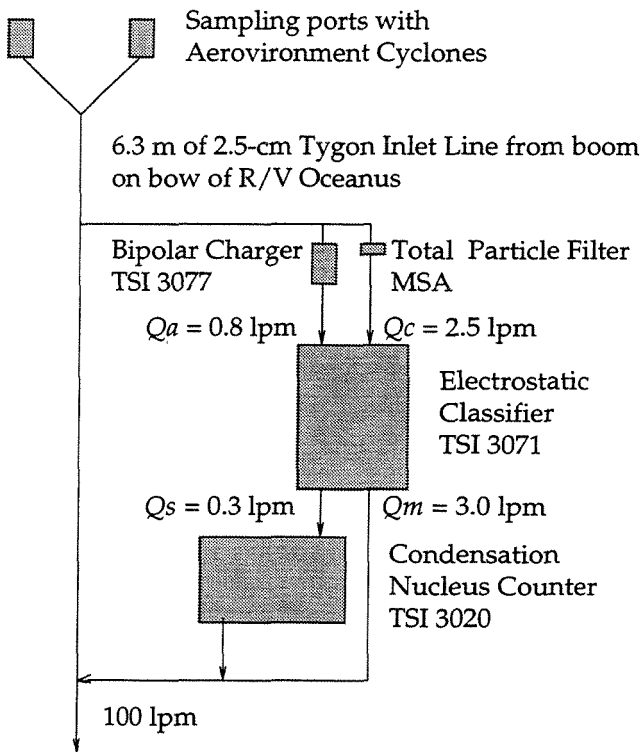 Sampling ports with
Aerovironment Cyclones
6.3 m of 2.5-cm Tygon Inlet Line from boom
on bow of R/V Oceanus
Bipolar Charger
TSI 3077
Total Particle Filter
MSA
Qa = 0.8 lpm
Qc = 2.5 lpm
Electrostatic
Classifier
TSI 3071
Qs = 0.3 lpm
Qm = 3.0 lpm
Condensation
Nucleus Counter
TSI 3020
100 lpm